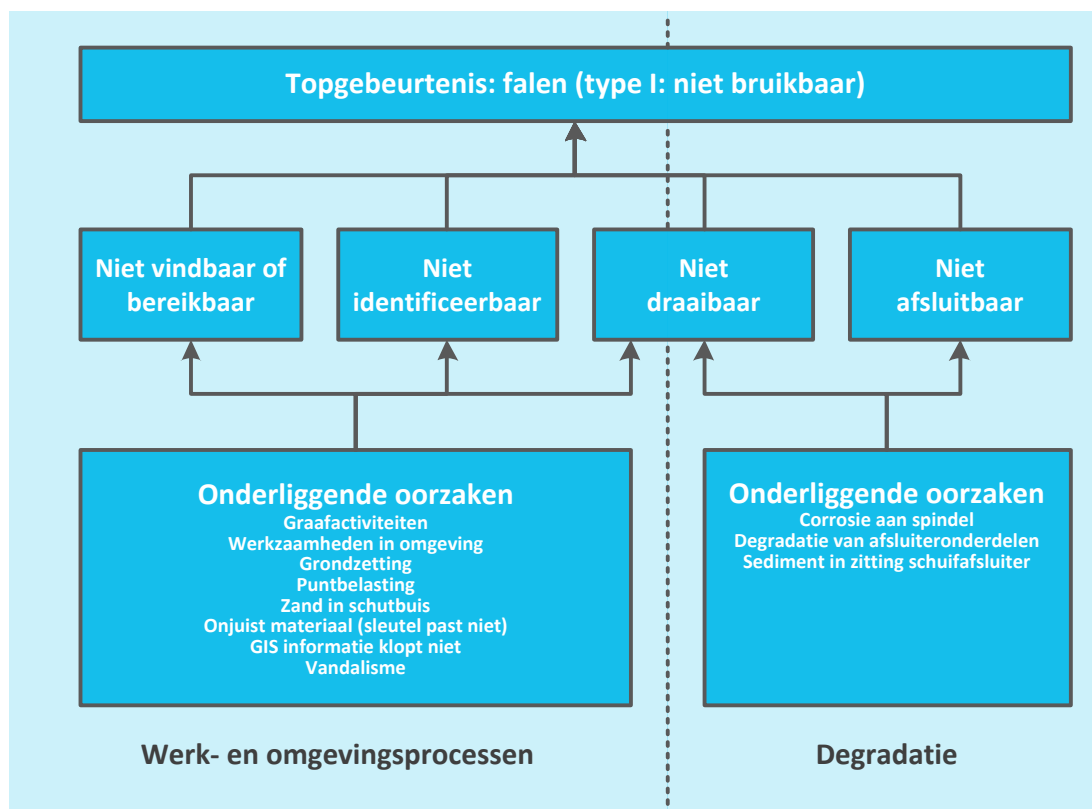 Topgebeurtenis: falen (type I: niet bruikbaar)
Niet vindbaar of
bereikbaar
Niet
identificeerbaar
Niet
draaibaar
Niet
afsluitbaar
Onderliggende oorzaken
Graafactiviteiten
Werkzaamheden in omgeving
Grondzetting
Puntbelasting
Zand in schutbuis
Onjuist materiaal (sleutel past niet)
GIS informatie klopt niet
Vandalisme
Onderliggende oorzaken
Corrosie aan spindel
Degradatie van afsluiteronderdelen
Sediment in zitting schuifafsluiter
Werk- en omgevingsprocessen
Degradatie